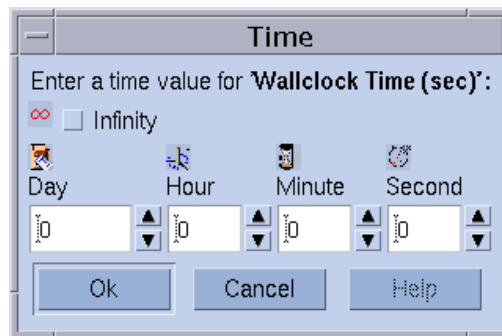 Time
Enter a time value for 'Wallclock Time (sec)':
∞ Infinity
Day Hour Minute Second
0 0 0 0
Ok Cancel Help